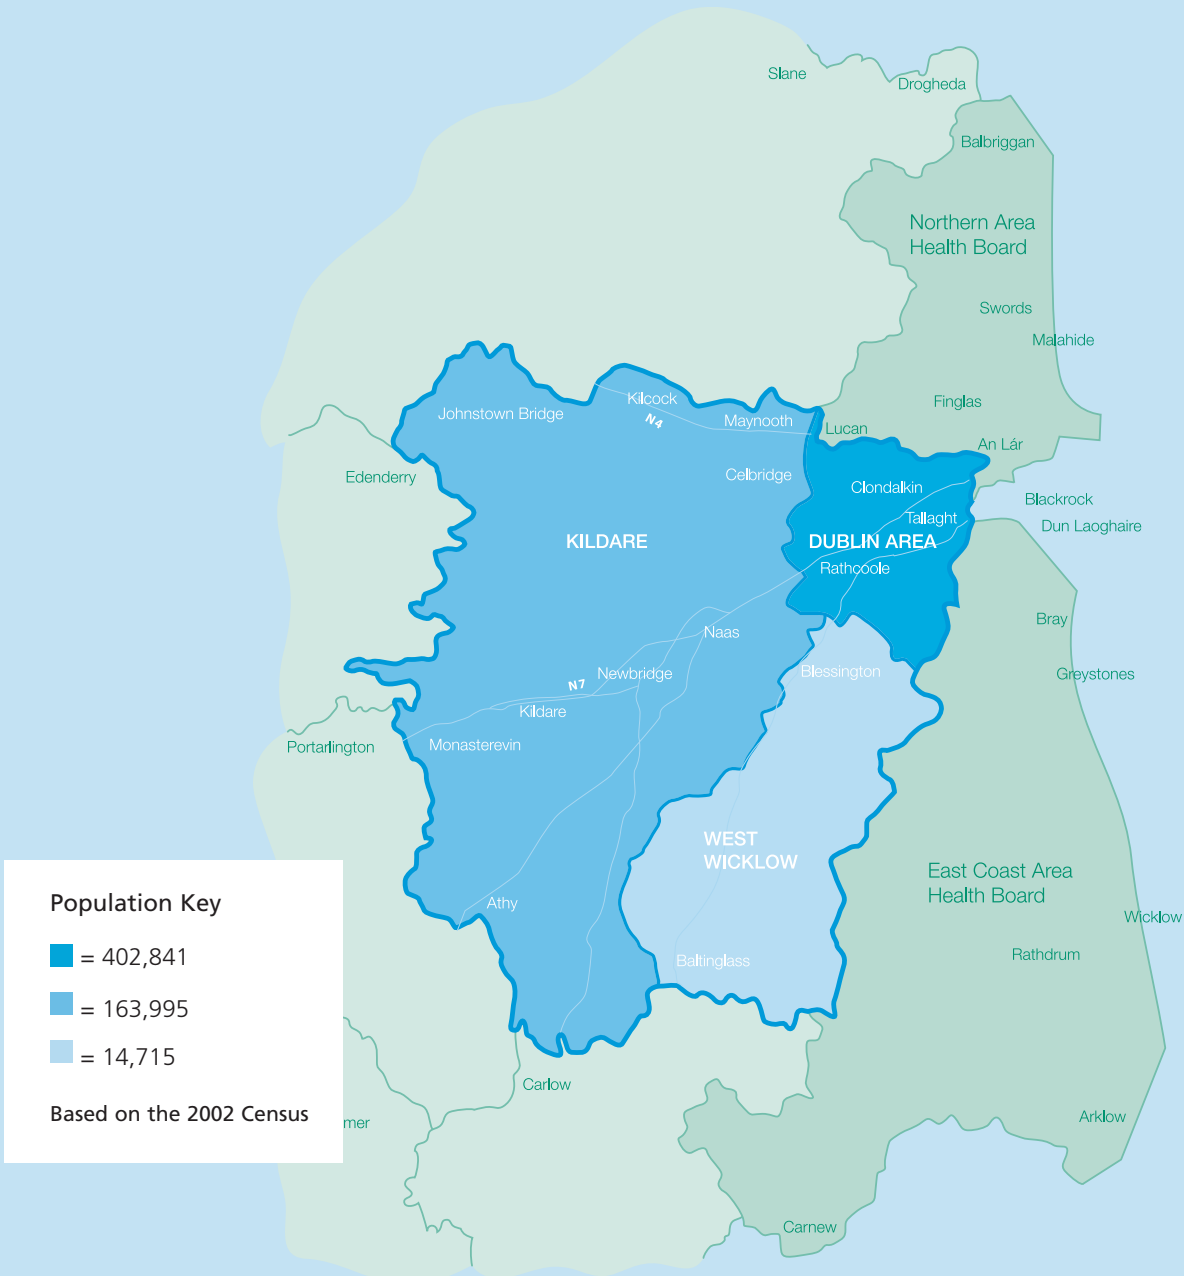 Slane
Drogheda
Balbriggan
Northern Area
Health Board
Swords
Malahide
Finglas
An Lár
Lucan
Kilcock
N4
Maynooth
Johnstown Bridge
Celbridge
Edenderry
Clondalkin
Blackrock
Tallaght
Dun Laoghaire
KILDARE
DUBLIN AREA
Rathcoole
Bray
Naas
Blessington
Greystones
Newbridge
N7
Kildare
Monasterevin
Portarlington
WEST
WICKLOW
East Coast Area
Health Board
Athy
Wicklow
Rathdrum
Baltinglass
Carlow
Arklow
Carnew
Population Key
= 402,841
= 163,995
= 14,715
Based on the 2002 Census
mer